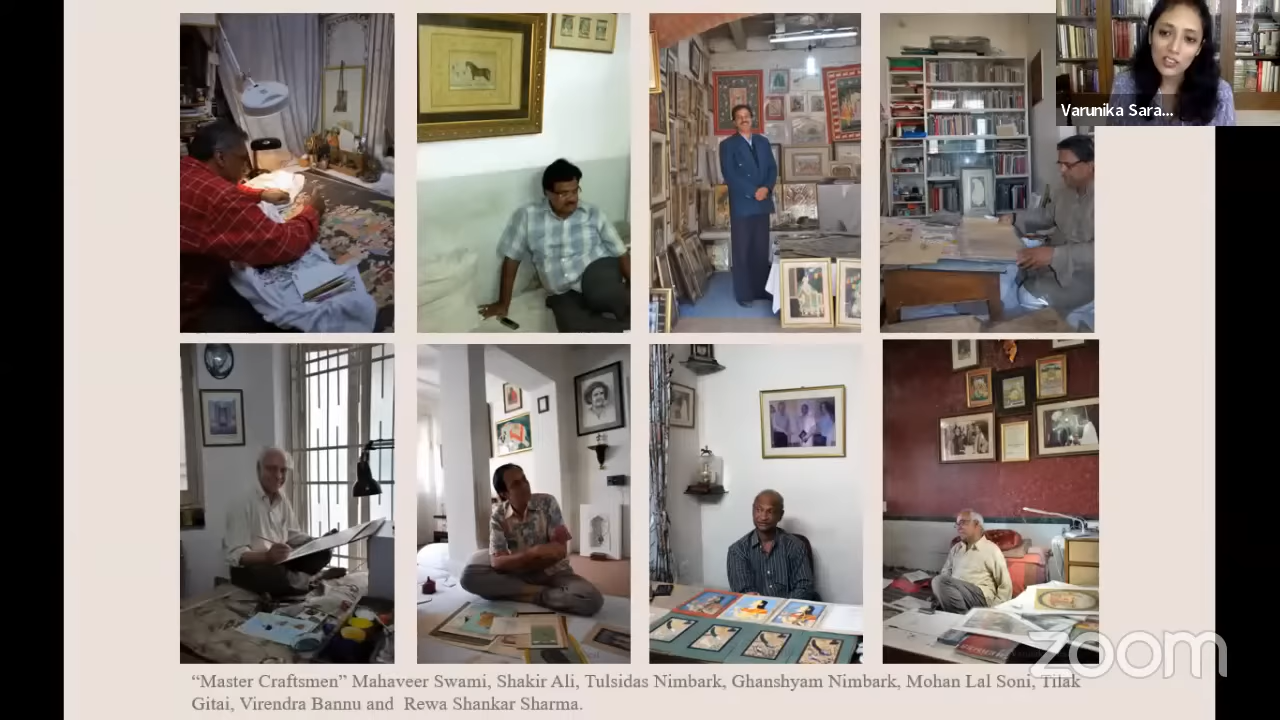 Varunika Sara...
zoom
“Master Craftsmen” Mahaveer Swami, Shakir Ali, Tulsidas Nimbark, Ghanshyam Nimbark, Mohan Lal Soni, Tilak
Gitai, Virendra Bannu and Rewa Shankar Sharma.